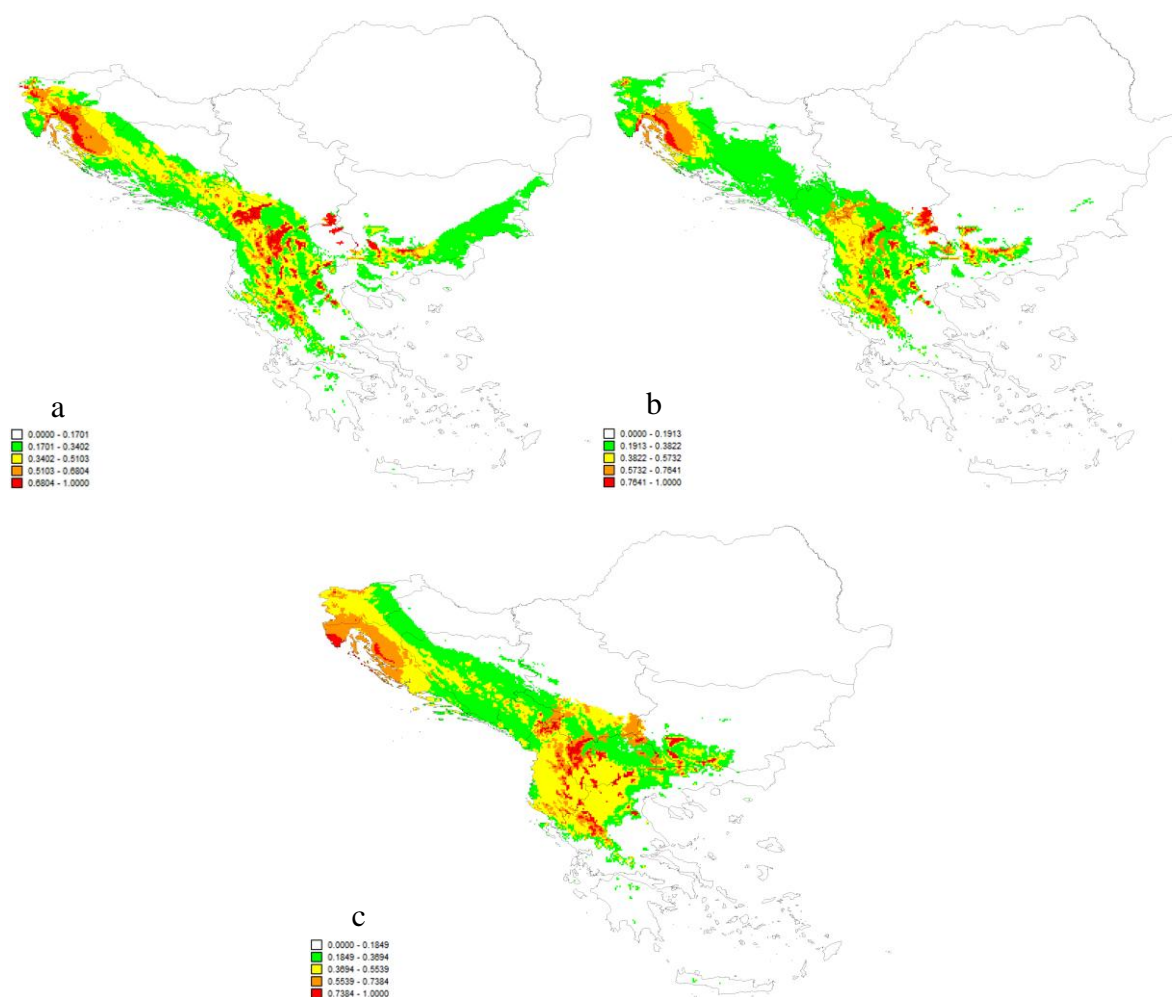 a
0.0000 - 0.1701
0.1701 - 0.3402
0.3402 - 0.5103
0.5103 - 0.6804
0.6804 - 1.0000
b
0.0000 - 0.1913
0.1913 - 0.3822
0.3822 - 0.5732
0.5732 - 0.7641
0.7641 - 1.0000
c
0.0000 - 0.1849
0.1849 - 0.3694
0.3694 - 0.5539
0.5539 - 0.7384
0.7384 - 1.0000